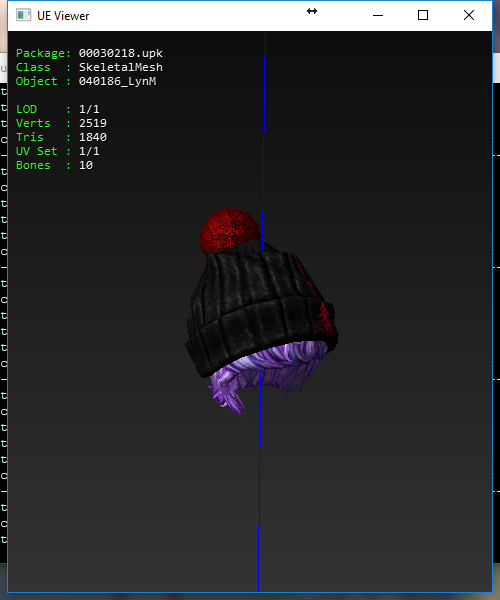 UE Viewer
Package: 00030218.upk
Class : SkeletalMesh
Object : 040186_LynM
LOD : 1/1
Verts : 2519
Tris : 1840
UV Set : 1/1
Bones : 10